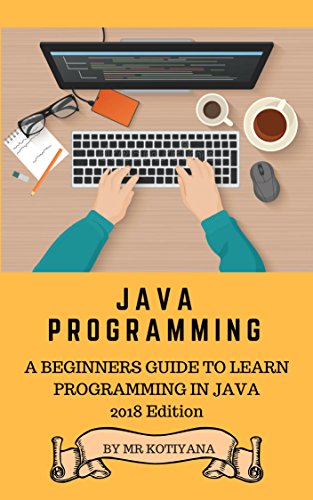 JAVA
PROGRAMMING
A BEGINNERS GUIDE TO LEARN
PROGRAMMING IN JAVA
2018 Edition
BY MR KOTIYANA